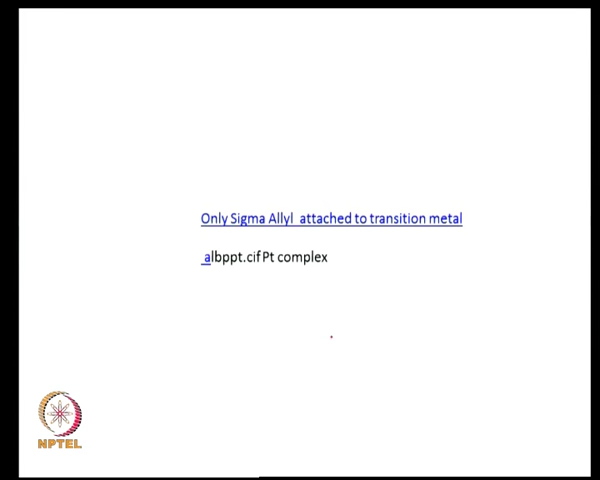 Only Sigma Allyl attached to transition metal
albppt.cif Pt complex
NPTEL